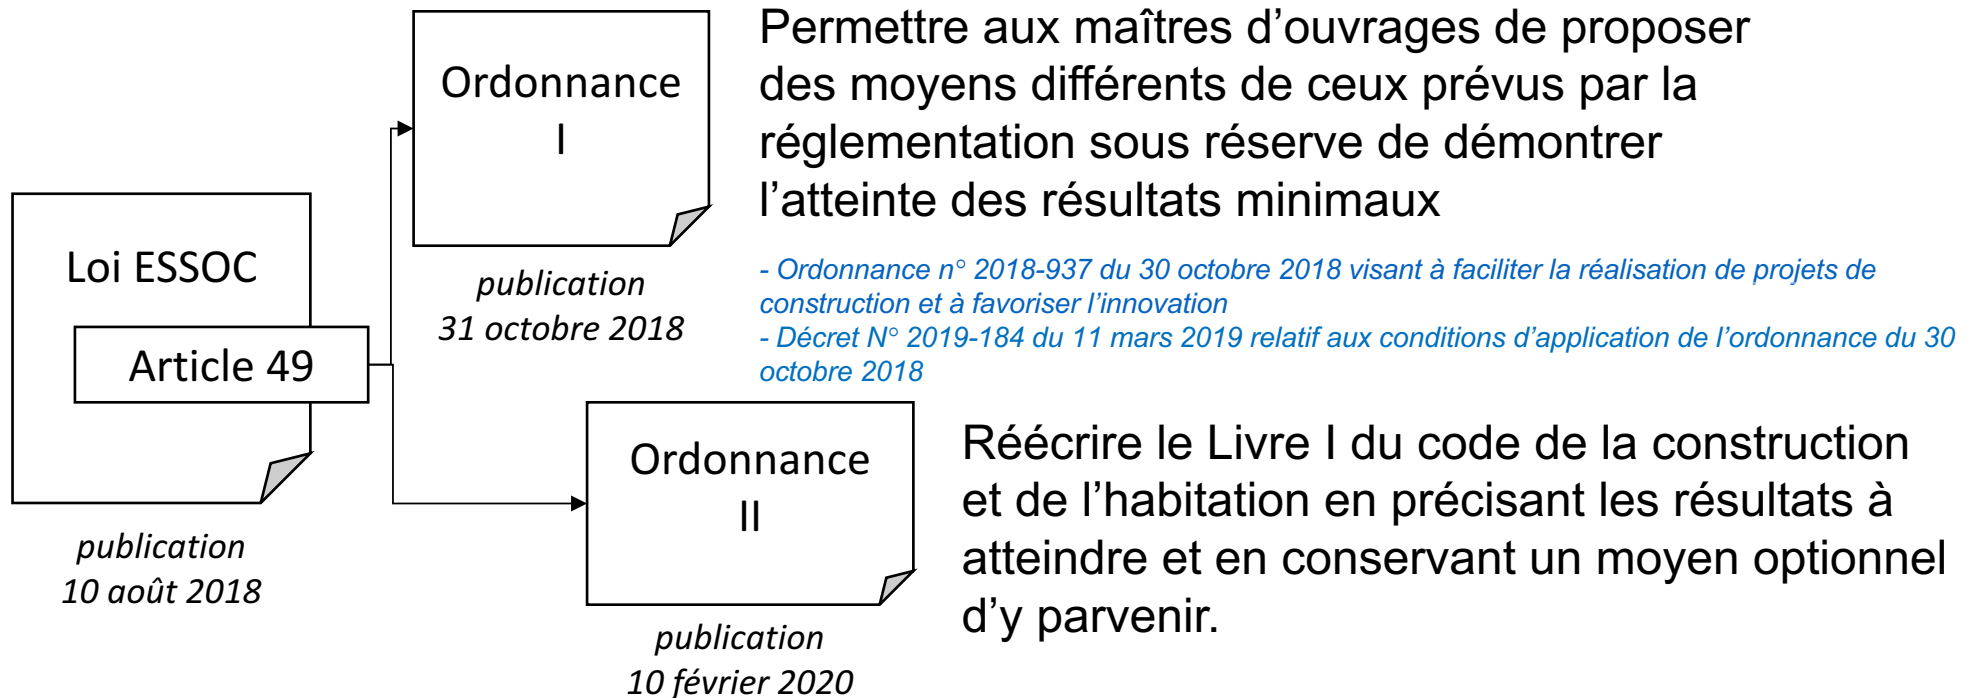 Loi ESSOC
Article 49
publication
10 août 2018
Ordonnance
I
publication
31 octobre 2018
Permettre aux maîtres d’ouvrages de proposer
des moyens différents de ceux prévus par la
réglementation sous réserve de démontrer
l’atteinte des résultats minimaux
- Ordonnance n° 2018-937 du 30 octobre 2018 visant à faciliter la réalisation de projets de
construction et à favoriser l’innovation
- Décret N° 2019-184 du 11 mars 2019 relatif aux conditions d’application de l’ordonnance du 30
octobre 2018
Ordonnance
II
publication
10 février 2020
Réécrire le Livre I du code de la construction
et de l’habitation en précisant les résultats à
atteindre et en conservant un moyen optionnel
d’y parvenir.